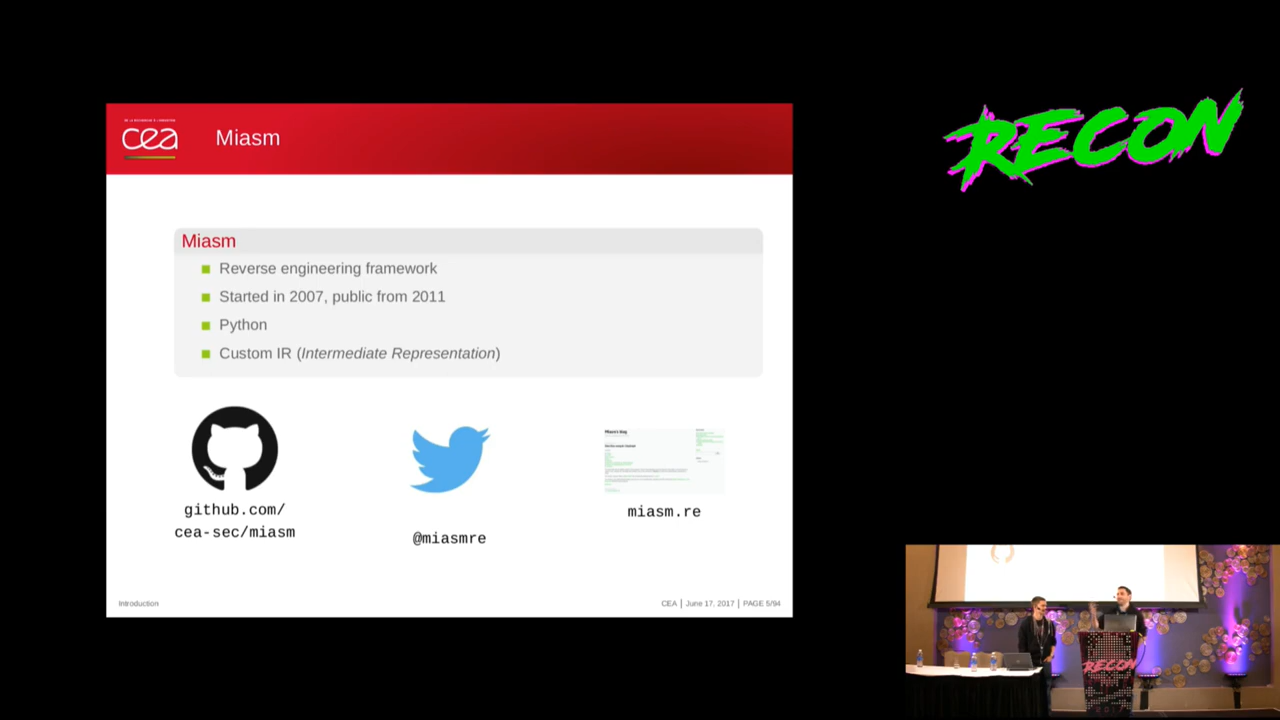 cea
Miasm
RECON
Miasm
Reverse engineering framework
Started in 2007, public from 2011
Python
Custom IR (Intermediate Representation)
github.com/
cea-sec/miasm
@miasmre
miasm.re
Introduction
CEA | June 17, 2017 | PAGE 5/94
RECON